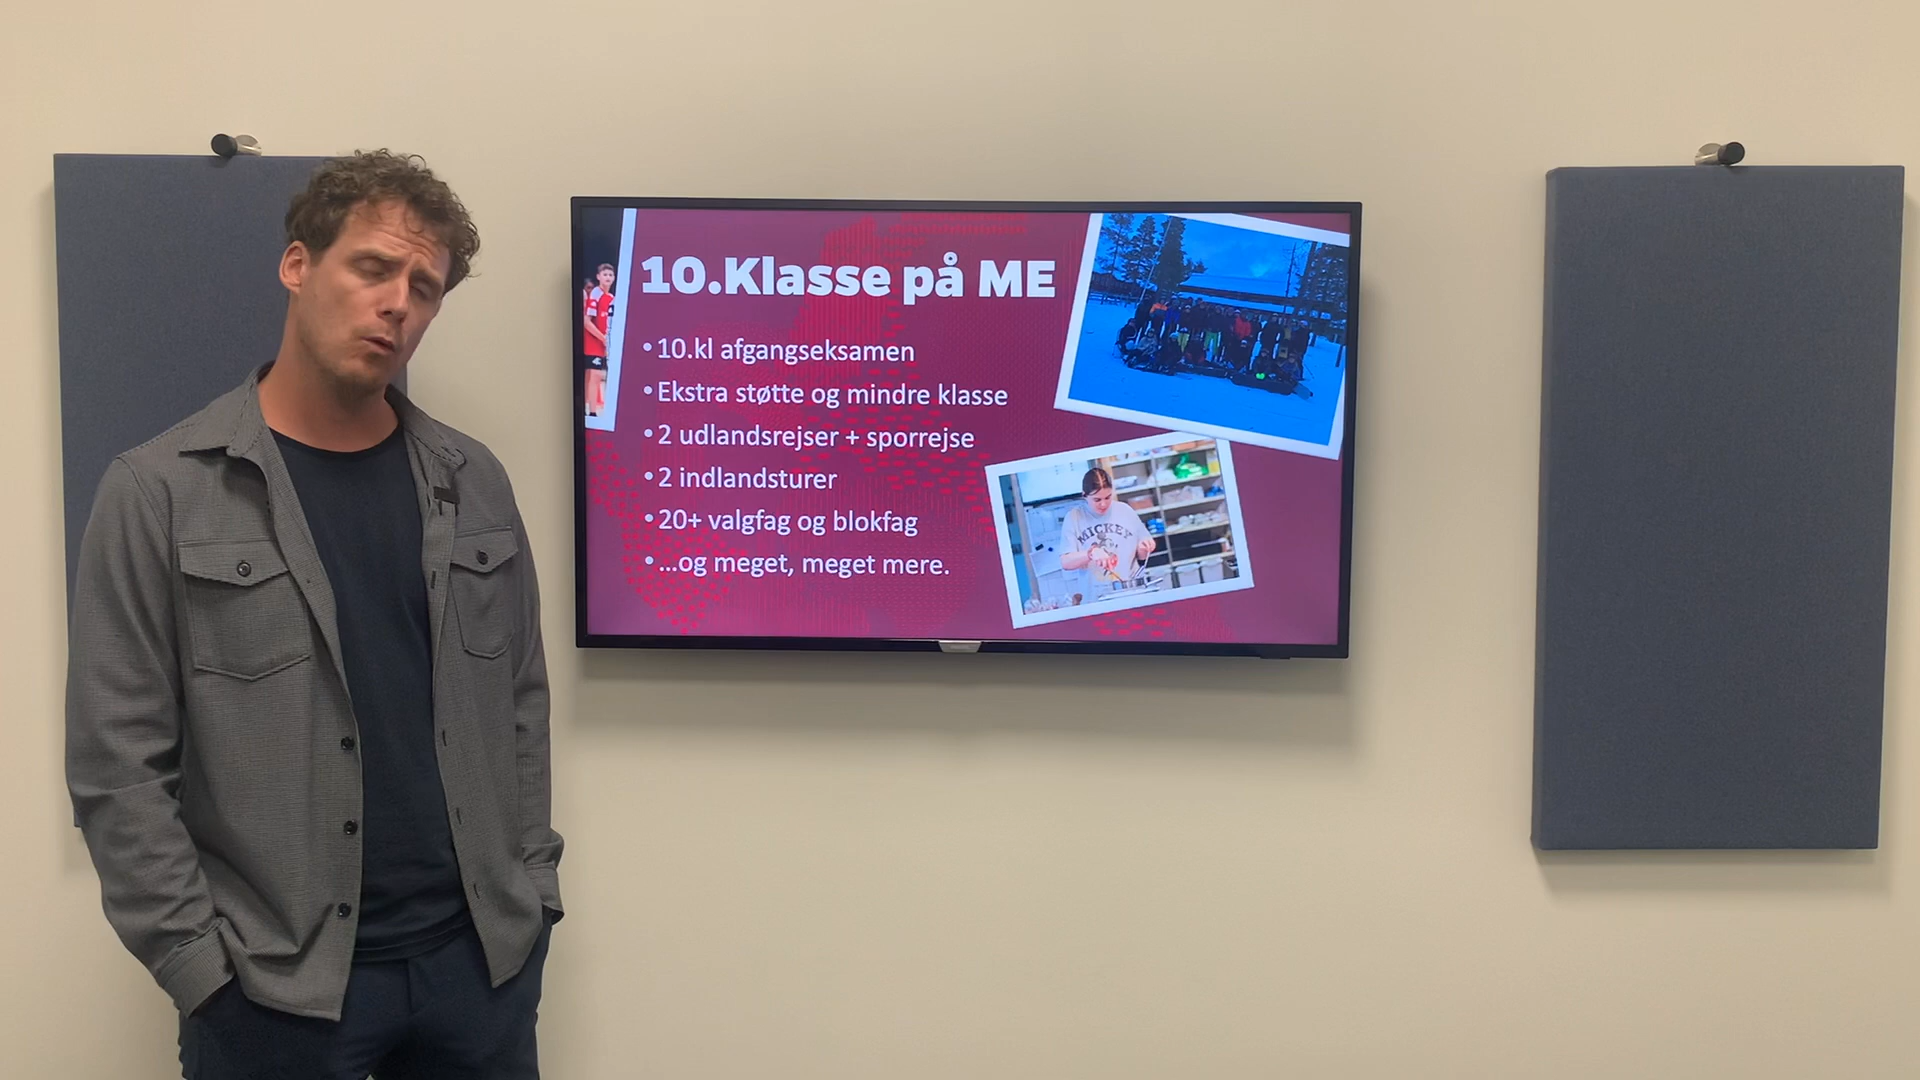 10.Klasse på ME
•10.kl afgangseksamen
•Ekstra støtte og mindre klasse
•2 udlandsrejser + sporrejse
•2 indlandsturer
•20+ valgfag og blokfag
•...og meget, meget mere.
MICKEY